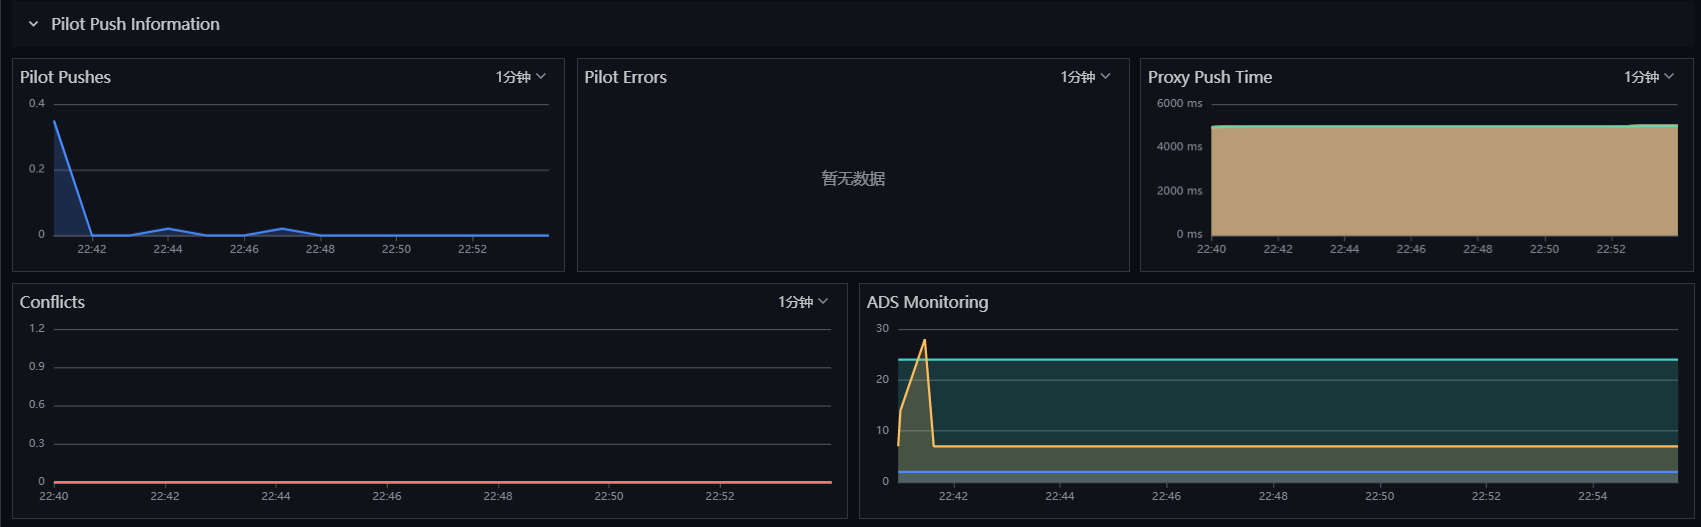 Pilot Push Information
Pilot Pushes
1分钟
0.4
0.2
0
22:42 22:44 22:46 22:48 22:50 22:52
Pilot Errors
1分钟
暂无数据
Proxy Push Time
1分钟
6000 ms
4000 ms
2000 ms
0 ms
22:40 22:42 22:44 22:46 22:48 22:50 22:52
Conflicts
1分钟
1.2
0.9
0.6
0.3
0
22:40 22:42 22:44 22:46 22:48 22:50 22:52
ADS Monitoring
30
20
10
0
22:42 22:44 22:46 22:48 22:50 22:52 22:54